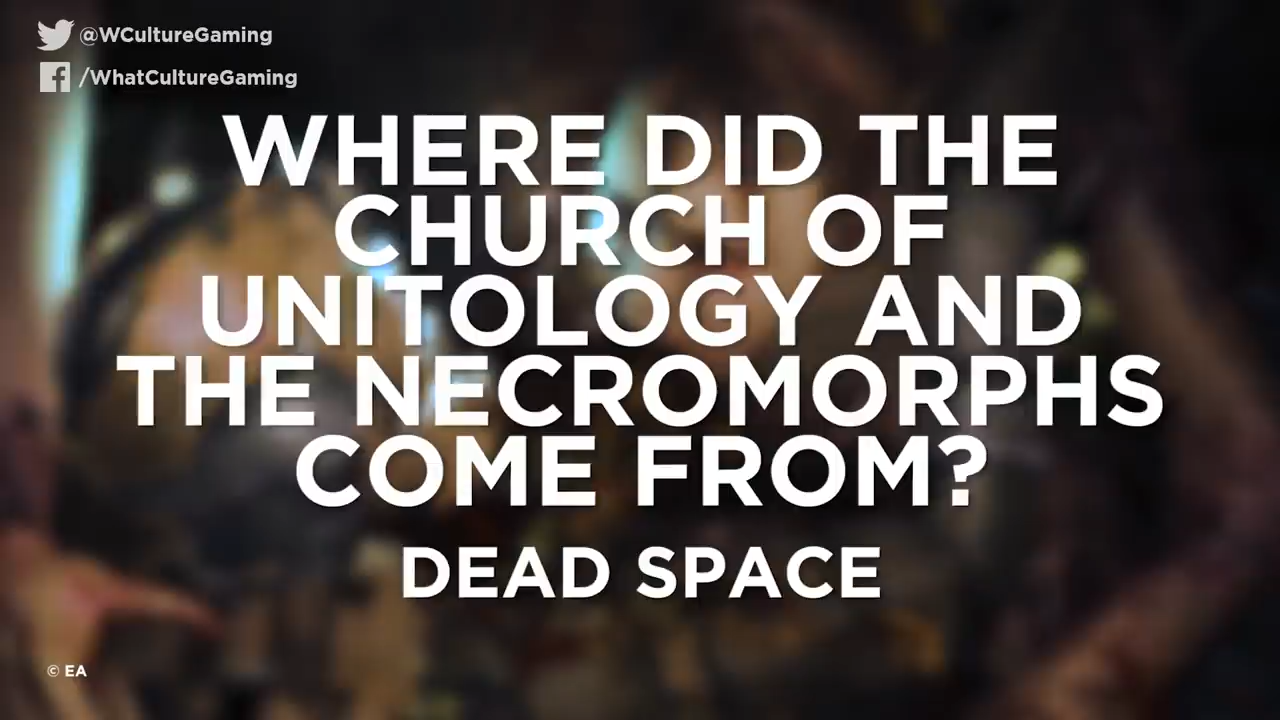 @WCultureGaming
/WhatCultureGaming
WHERE DID THE
CHURCH OF
UNITOLOGY AND
THE NECROMORPHS
COME FROM?
DEAD SPACE
© EA